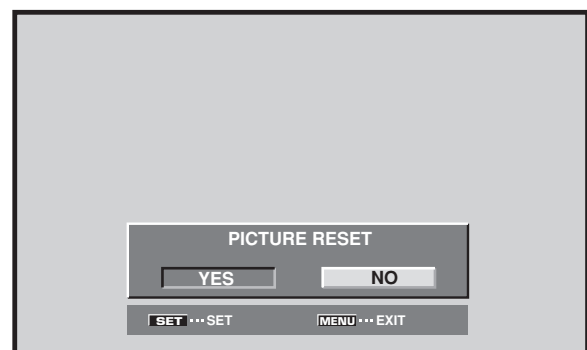 PICTURE RESET
YES NO
SET ··· SET MENU ··· EXIT